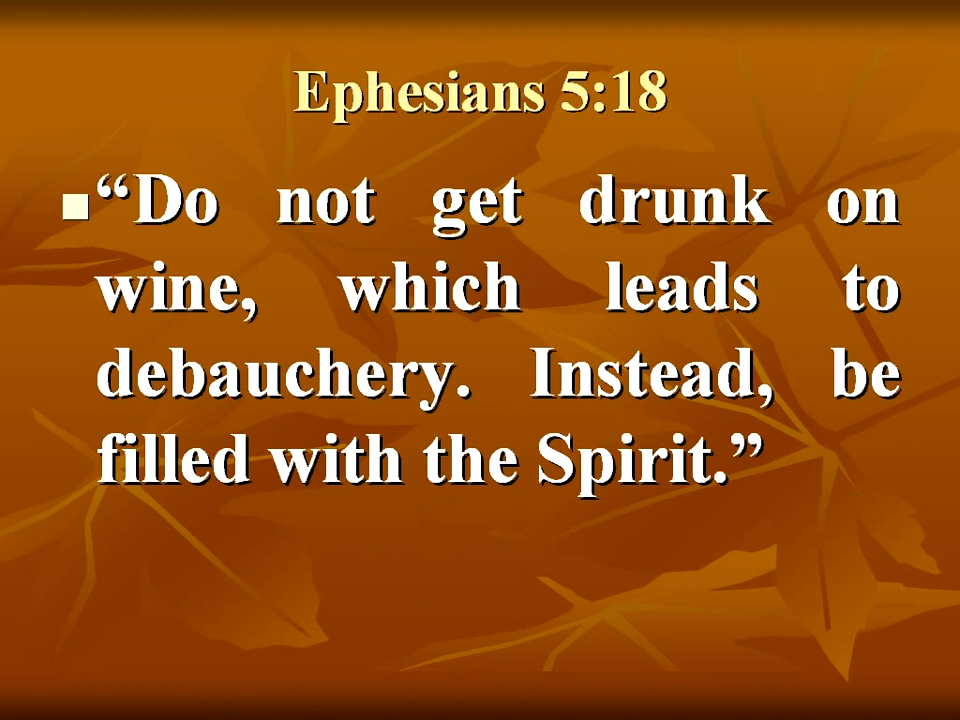 Ephesians 5:18
“Do not get drunk on
wine, which leads to
debauchery. Instead, be
filled with the Spirit.”